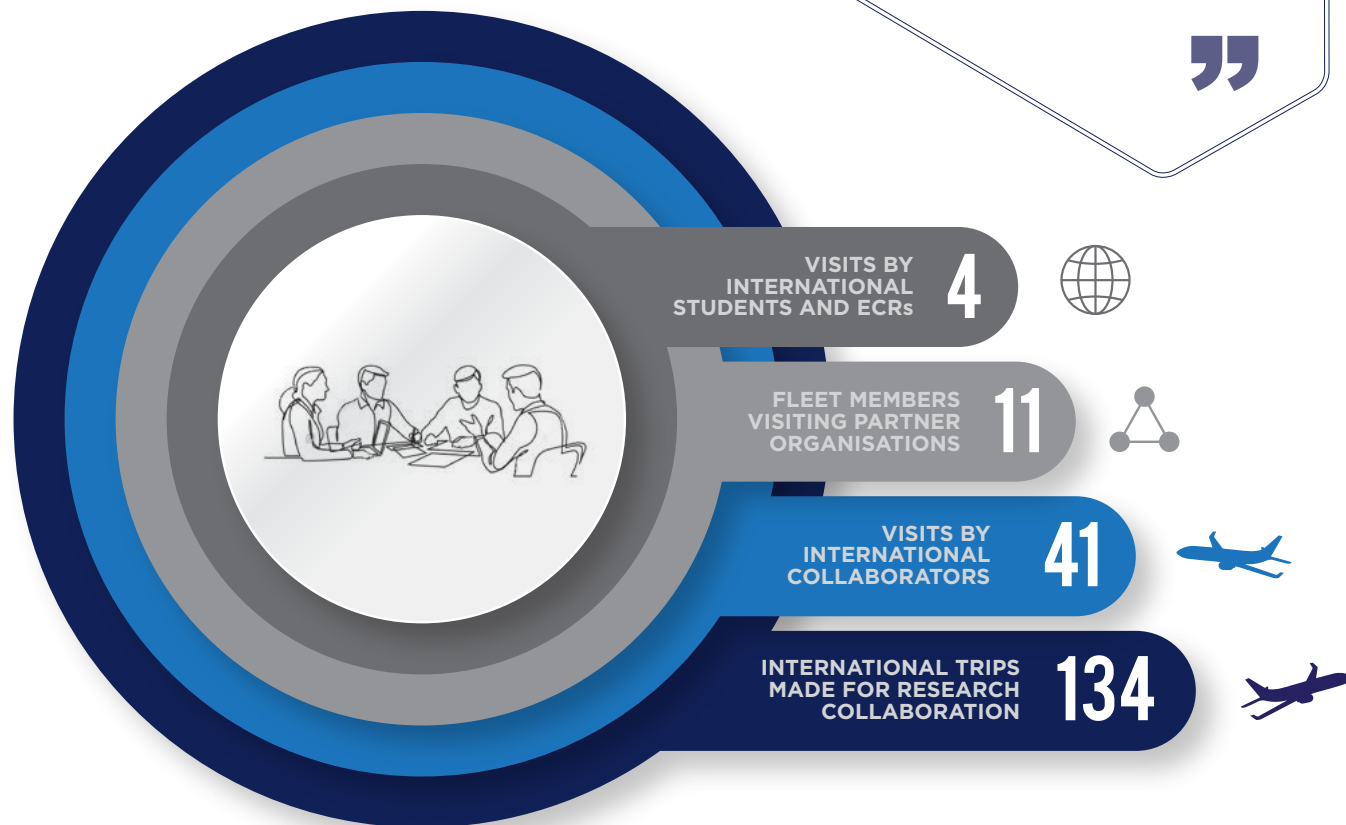 ”
VISITS BY
INTERNATIONAL
STUDENTS AND ECRs
4
FLEET MEMBERS
VISITING PARTNER
ORGANISATIONS
11
VISITS BY
INTERNATIONAL
COLLABORATORS
41
INTERNATIONAL TRIPS
MADE FOR RESEARCH
COLLABORATION
134